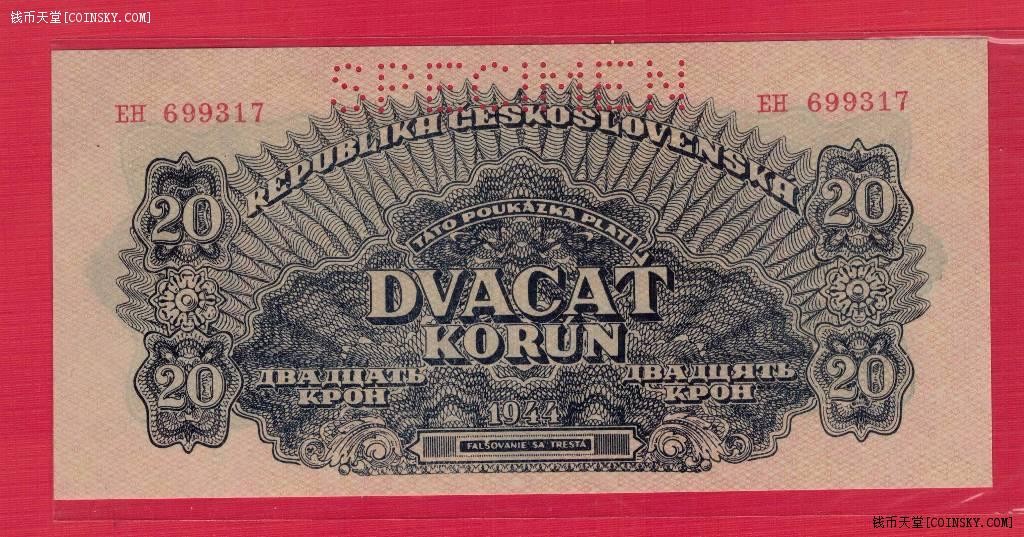 钱币天堂[COINSKY.COM]
SPECIMEN
EH 699317
EH 699317
REPUBLIKA ČESKOSLOVENSKÁ
20
20
TÁTO POUKÁZKA PLATÍ
DVACAŤ
KORÚN
20
20
ДВАДЦАТЬ
КРОН
ДВАДЦЯТЬ
КРОН
1944
FALŠOVANIE SA TRESTÁ
钱币天堂[COINSKY.COM]